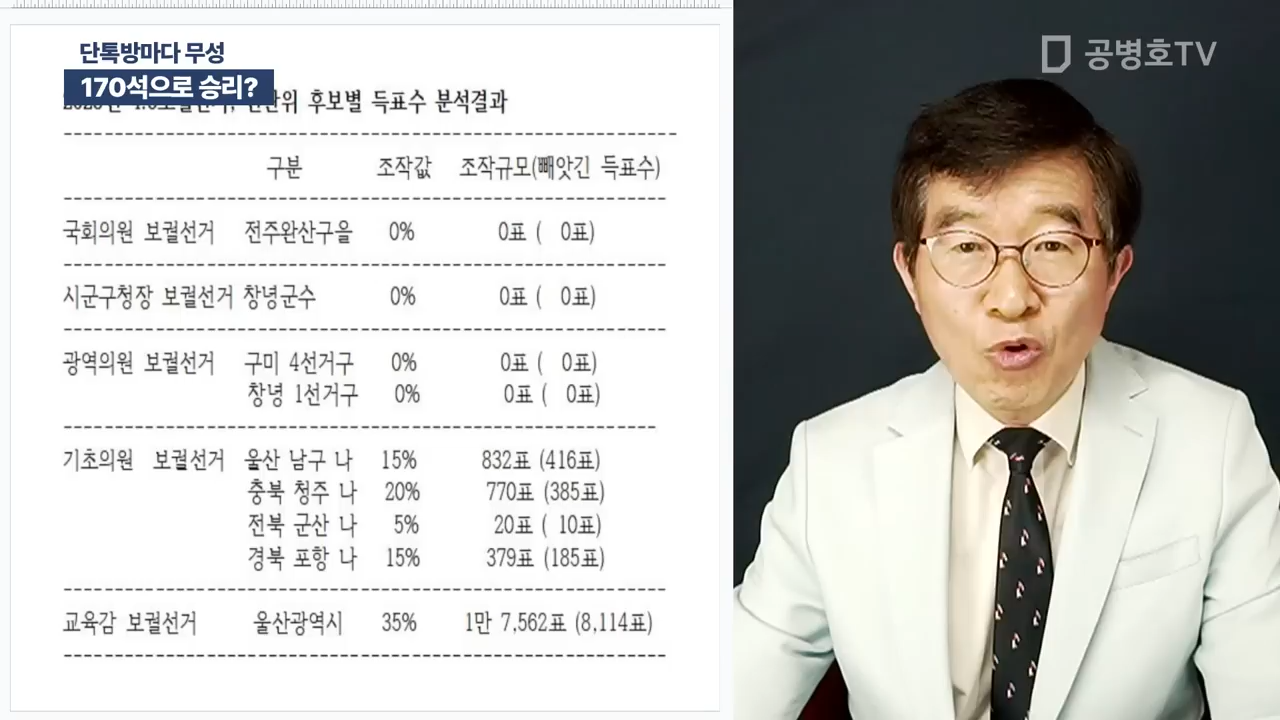 단톡방마다 무성
170석으로 승리?
후보별 득표수 분석결과
구분 조작값 조작규모(빼앗긴 득표수)
국회의원 보궐선거 전주완산구을 0% 0표 ( 0표)
시군구청장 보궐선거 창녕군수 0% 0표 ( 0표)
광역의원 보궐선거 구미 4선거구 0% 0표 ( 0표)
창녕 1선거구 0% 0표 ( 0표)
기초의원 보궐선거 울산 남구 나 15% 832표 (416표)
충북 청주 나 20% 770표 (385표)
전북 군산 나 5% 20표 ( 10표)
경북 포항 나 15% 379표 (185표)
교육감 보궐선거 울산광역시 35% 1만 7,562표 (8,114표)
공병호TV